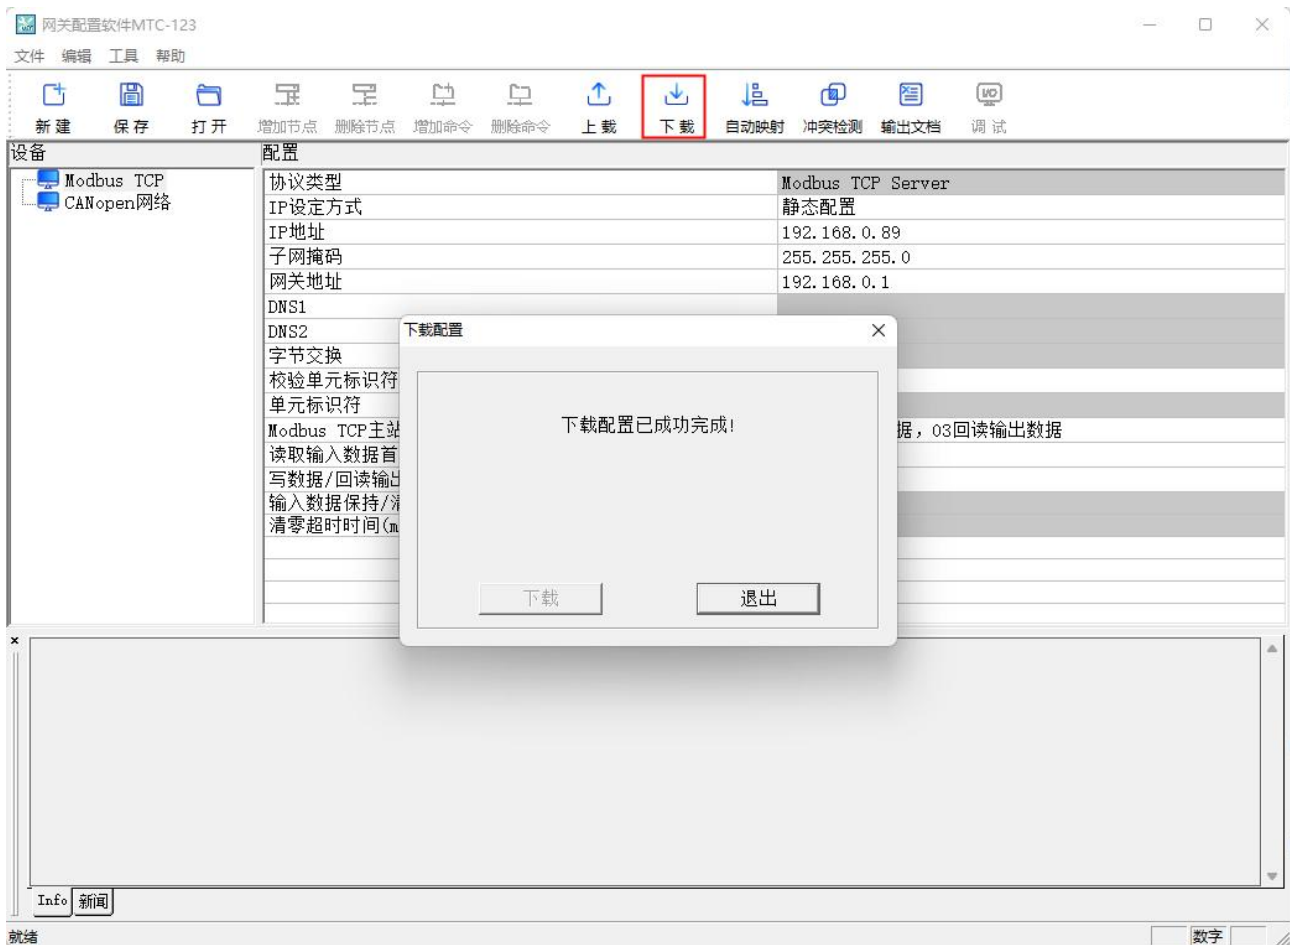 网关配置软件MTC-123
文件 编辑 工具 帮助
新建 保存 打开 增加节点 删除节点 增加命令 删除命令 上载 下载 自动映射 冲突检测 输出文档 调试
设备 配置
Modbus TCP
CANopen网络
协议类型 Modbus TCP Server
IP设定方式 静态配置
IP地址 192.168.0.89
子网掩码 255.255.255.0
网关地址 192.168.0.1
DNS1
DNS2
字节交换
校验单元标识符
单元标识符
Modbus TCP主站 据，03回读输出数据
读取输入数据首
写数据/回读输出
输入数据保持/清
清零超时时间(m
下载配置
下载配置已成功完成!
下载 退出
Info 新闻
就绪 数字